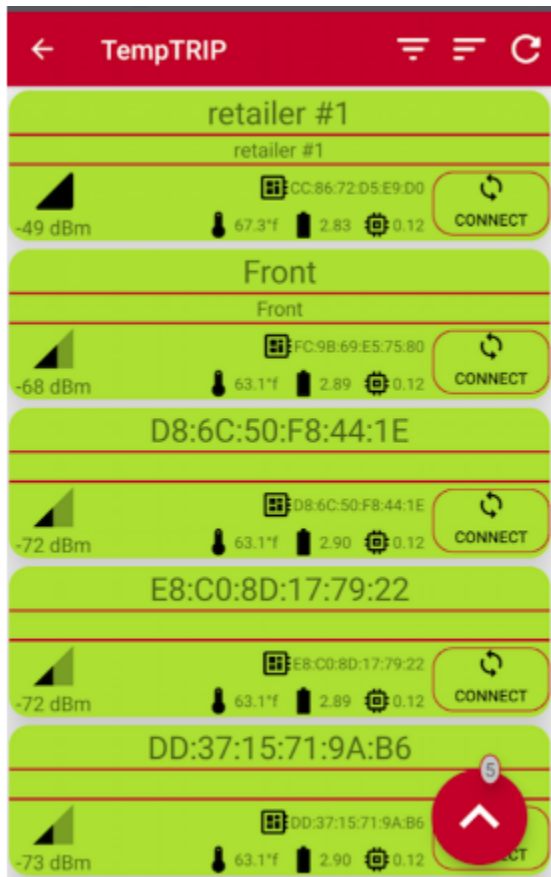 TempTRIP
retailer #1
retailer #1
CC:86:72:D5:E9:D0
-49 dBm 67.3°f 2.83 0.12 CONNECT
Front
Front
FC:9B:69:E5:75:80
-68 dBm 63.1°f 2.89 0.12 CONNECT
D8:6C:50:F8:44:1E
D8:6C:50:F8:44:1E
-72 dBm 63.1°f 2.90 0.12 CONNECT
E8:C0:8D:17:79:22
E8:C0:8D:17:79:22
-72 dBm 63.1°f 2.89 0.12 CONNECT
DD:37:15:71:9A:B6
5
DD:37:15:71:9A:B6
-73 dBm 63.1°f 2.90 0.12 CT